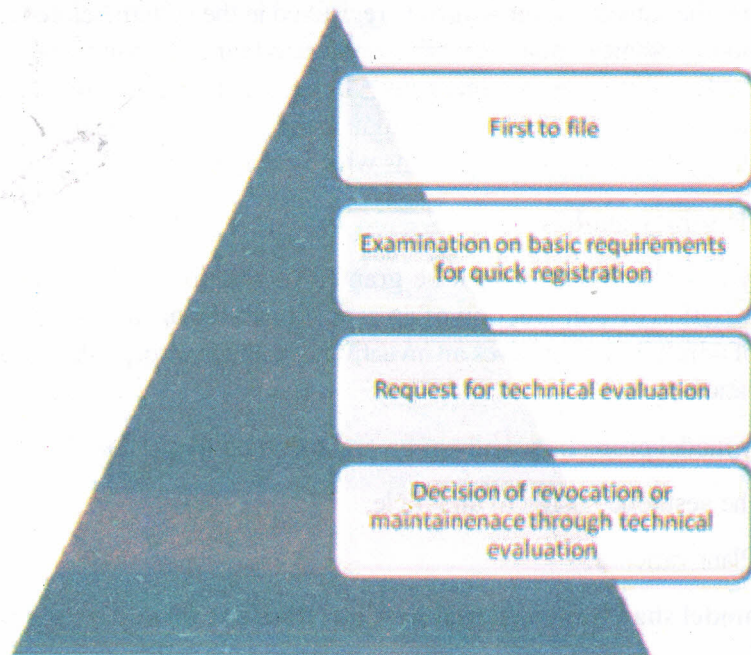 First to file
Examination on basic requirements
for quick registration
Request for technical evaluation
Decision of revocation or
maintainenace through technical
evaluation